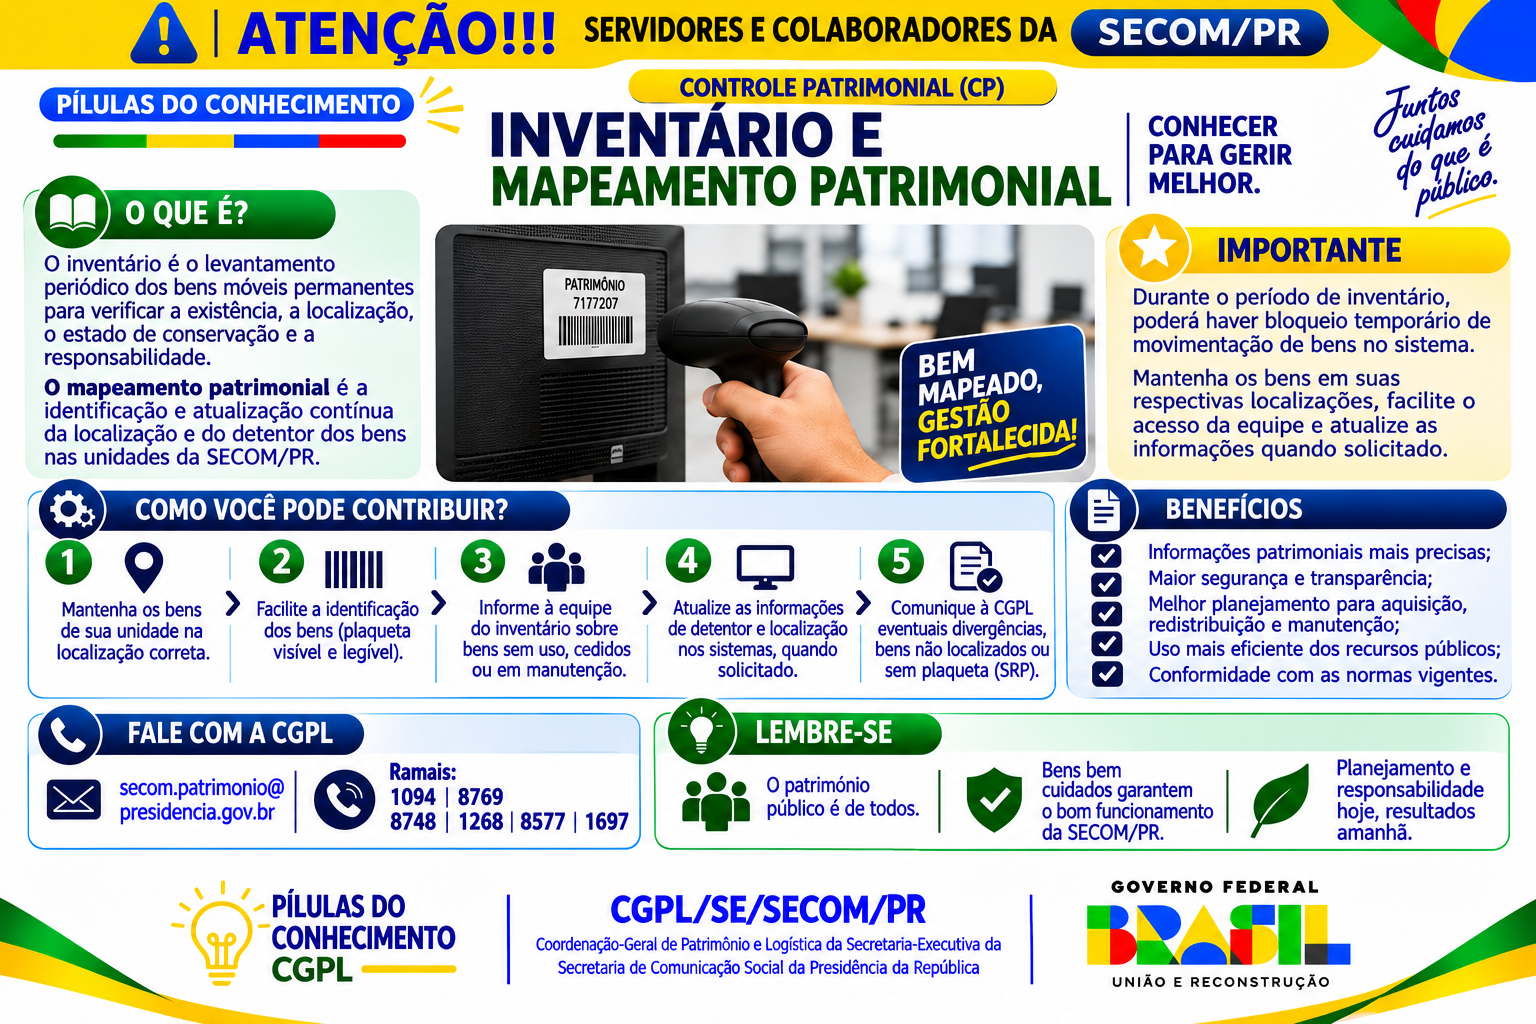 ATENÇÃO!!!
SERVIDORES E COLABORADORES DA
SECOM/PR
PÍLULAS DO CONHECIMENTO
CONTROLE PATRIMONIAL (CP)
INVENTÁRIO E
MAPEAMENTO PATRIMONIAL
CONHECER
PARA GERIR
MELHOR.
Juntos
cuidamos
do que é
público.
O QUE É?
O inventário é o levantamento
periódico dos bens móveis permanentes
para verificar a existência, a localização,
o estado de conservação e a
responsabilidade.
O mapeamento patrimonial é a
identificação e atualização contínua
da localização e do detentor dos bens
nas unidades da SECOM/PR.
PATRIMÔNIO
7177207
BEM
MAPEADO,
GESTÃO
FORTALECIDA!
IMPORTANTE
Durante o período de inventário,
poderá haver bloqueio temporário de
movimentação de bens no sistema.
Mantenha os bens em suas
respectivas localizações, facilite o
acesso da equipe e atualize as
informações quando solicitado.
COMO VOCÊ PODE CONTRIBUIR?
1
Mantenha os bens
de sua unidade na
localização correta.
2
Facilite a identificação
dos bens (plaqueta
visível e legível).
3
Informe à equipe
do inventário sobre
bens sem uso, cedidos
ou em manutenção.
4
Atualize as informações
de detentor e localização
nos sistemas, quando
solicitado.
5
Comunique à CGPL
eventuais divergências,
bens não localizados ou
sem plaqueta (SRP).
BENEFÍCIOS
Informações patrimoniais mais precisas;
Maior segurança e transparência;
Melhor planejamento para aquisição,
redistribuição e manutenção;
Uso mais eficiente dos recursos públicos;
Conformidade com as normas vigentes.
FALE COM A CGPL
secom.patrimonio@
presidencia.gov.br
Ramais:
1094 | 8769
8748 | 1268 | 8577 | 1697
LEMBRE-SE
O património
público é de todos.
Bens bem
cuidados garantem
o bom funcionamento
da SECOM/PR.
Planejamento e
responsabilidade
hoje, resultados
amanhã.
PÍLULAS DO
CONHECIMENTO
CGPL
CGPL/SE/SECOM/PR
Coordenação-Geral de Patrimônio e Logística da Secretaria-Executiva da
Secretaria de Comunicação Social da Presidência da República
GOVERNO FEDERAL
BRASIL
UNIÃO E RECONSTRUÇÃO